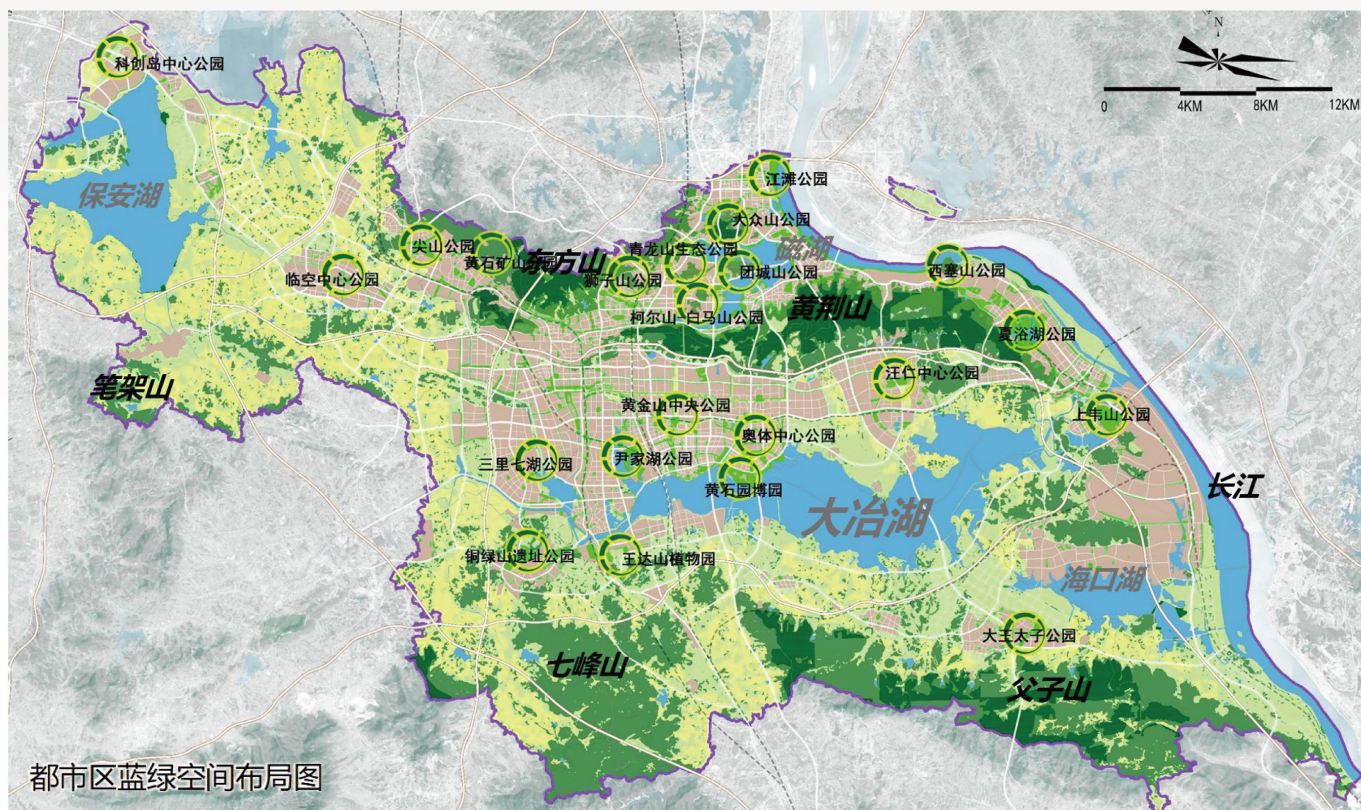 N
0 4KM 8KM 12KM
科创岛中心公园
保安湖
江滩公园
大众山公园
磁湖
尖山公园
黄石矿山公园
东方山
青龙山生态公园
狮子山公园
团城山公园
西塞山公园
临空中心公园
柯尔山-白马山公园
黄荆山
夏浴湖公园
笔架山
汪仁中心公园
黄金山中央公园
上韦山公园
奥体中心公园
三里七湖公园
尹家湖公园
黄石园博园
长江
大冶湖
铜绿山遗址公园
王达山植物园
海口湖
大王太子公园
七峰山
父子山
都市区蓝绿空间布局图